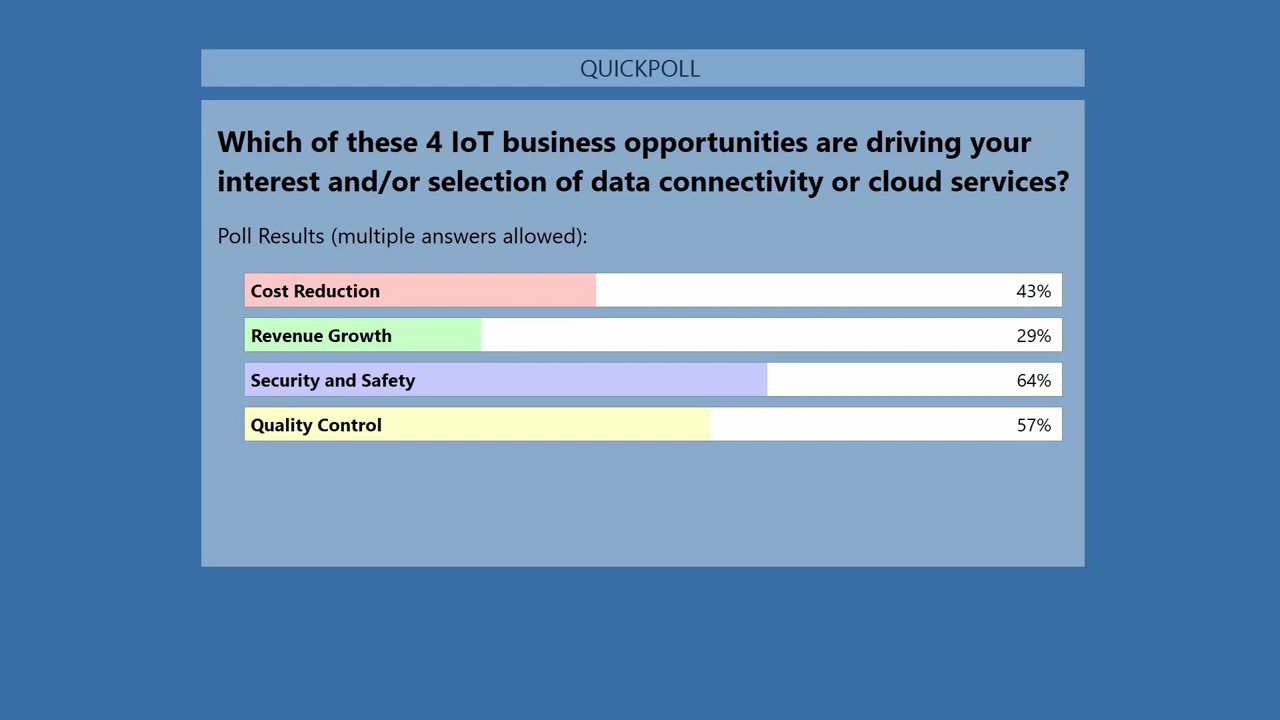 QUICKPOLL
Which of these 4 IoT business opportunities are driving your
interest and/or selection of data connectivity or cloud services?
Poll Results (multiple answers allowed):
Cost Reduction 43%
Revenue Growth 29%
Security and Safety 64%
Quality Control 57%